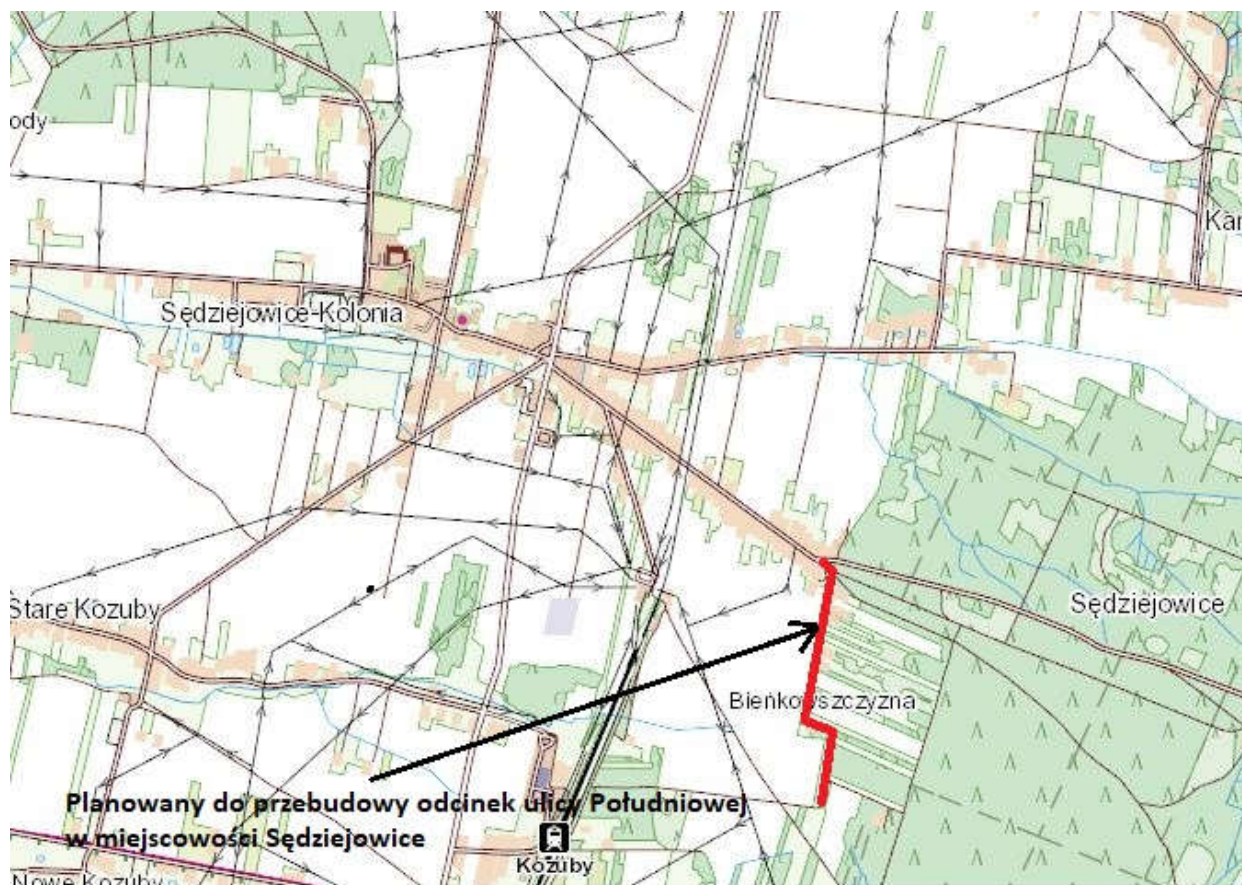 ody
Kar
Sędziejowice-Kolonia
Stare Kozuby
Sędziejowice
Bieńkowszczyzna
Planowany do przebudowy odcinek ulicy Południowej
w miejscowości Sędziejowice
Kozuby
Nowe Kozuby